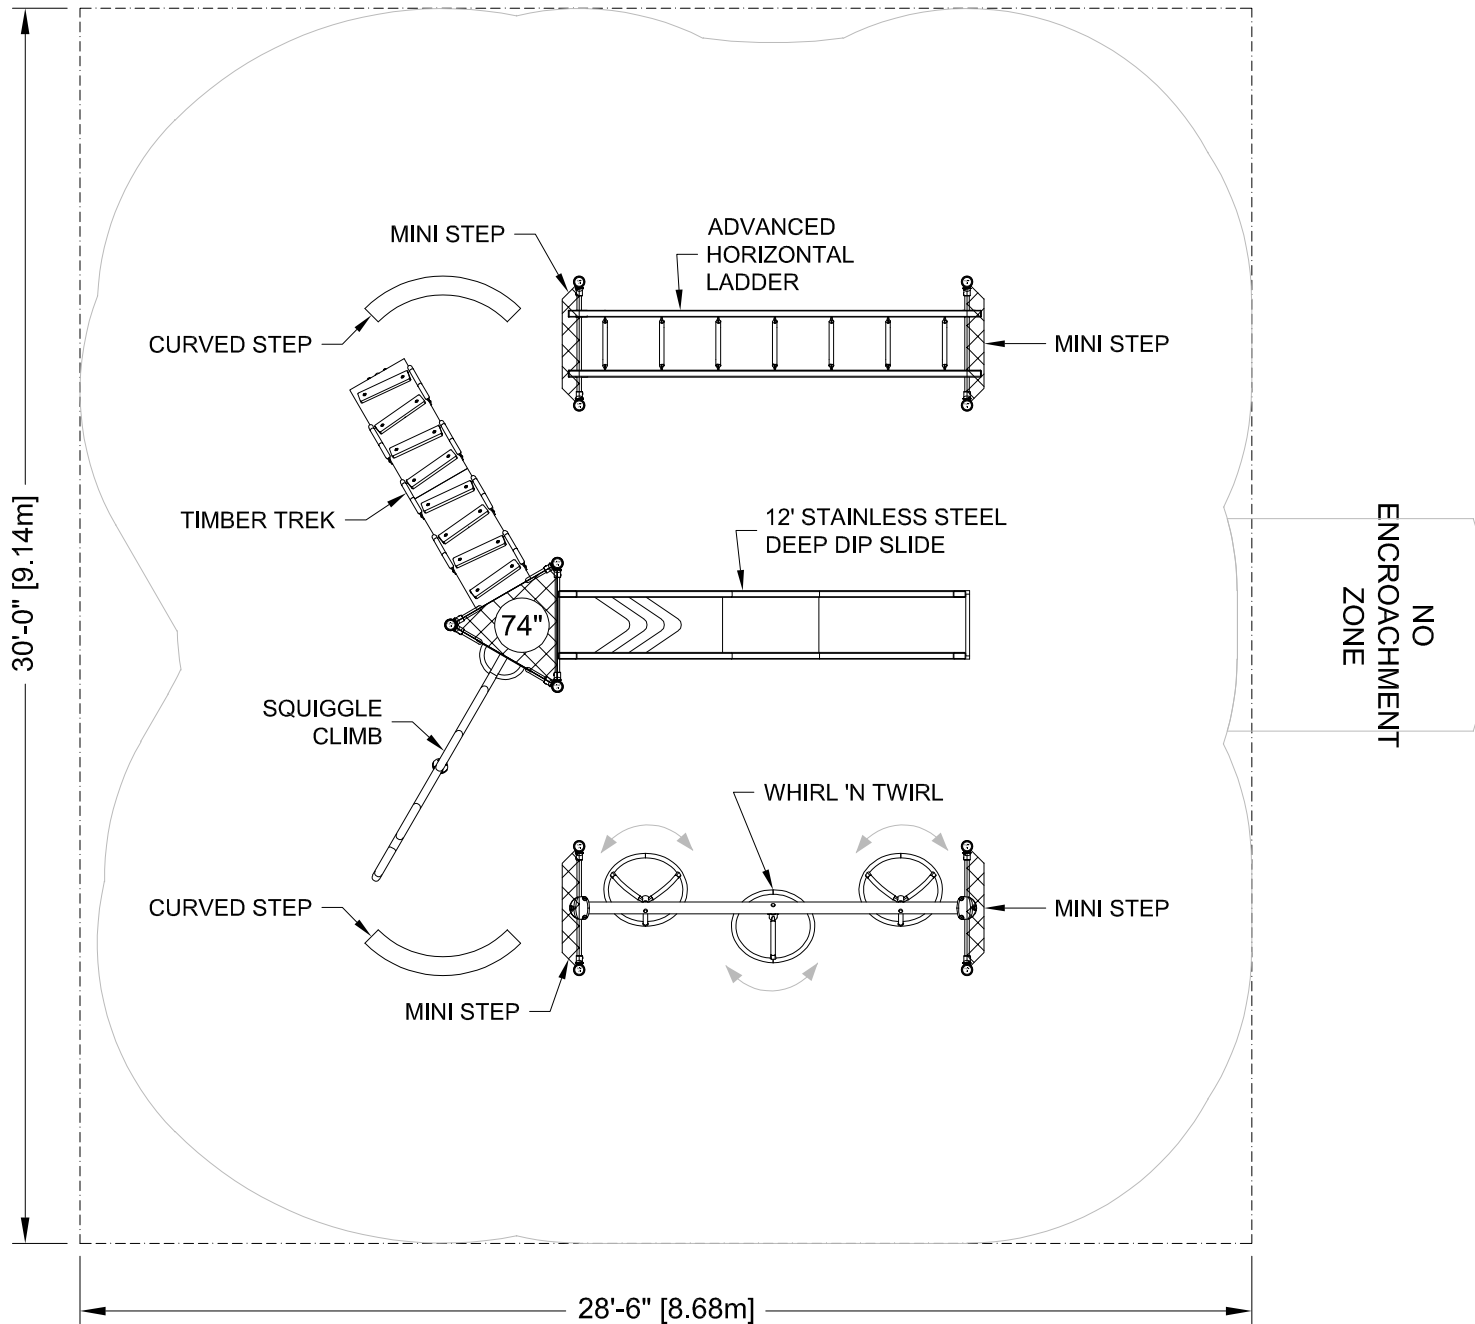 MINI STEP
ADVANCED
HORIZONTAL
LADDER
CURVED STEP
MINI STEP
TIMBER TREK
12' STAINLESS STEEL
DEEP DIP SLIDE
30'-0" [9.14m]
NO
ENCROACHMENT
ZONE
74"
SQUIGGLE
CLIMB
WHIRL 'N TWIRL
CURVED STEP
MINI STEP
MINI STEP
28'-6" [8.68m]